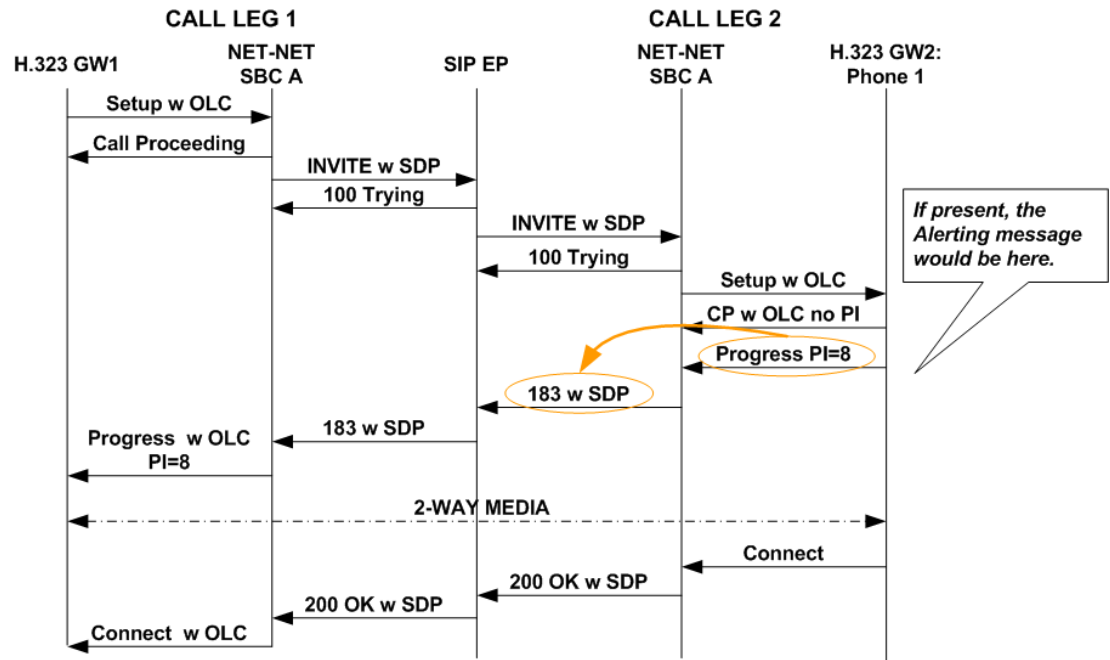 CALL LEG 1
CALL LEG 2
H.323 GW1
NET-NET
SBC A
SIP EP
NET-NET
SBC A
H.323 GW2:
Phone 1
Setup w OLC
Call Proceeding
INVITE w SDP
100 Trying
INVITE w SDP
100 Trying
If present, the
Alerting message
would be here.
Setup w OLC
CP w OLC no PI
Progress PI=8
183 w SDP
183 w SDP
Progress w OLC
PI=8
2-WAY MEDIA
Connect
200 OK w SDP
200 OK w SDP
Connect w OLC